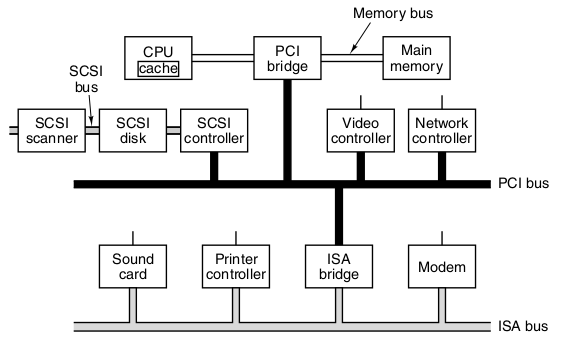 Memory bus
CPU
cache
PCI
bridge
Main
memory
SCSI
bus
SCSI
scanner
SCSI
disk
SCSI
controller
Video
controller
Network
controller
PCI bus
Sound
card
Printer
controller
ISA
bridge
Modem
ISA bus